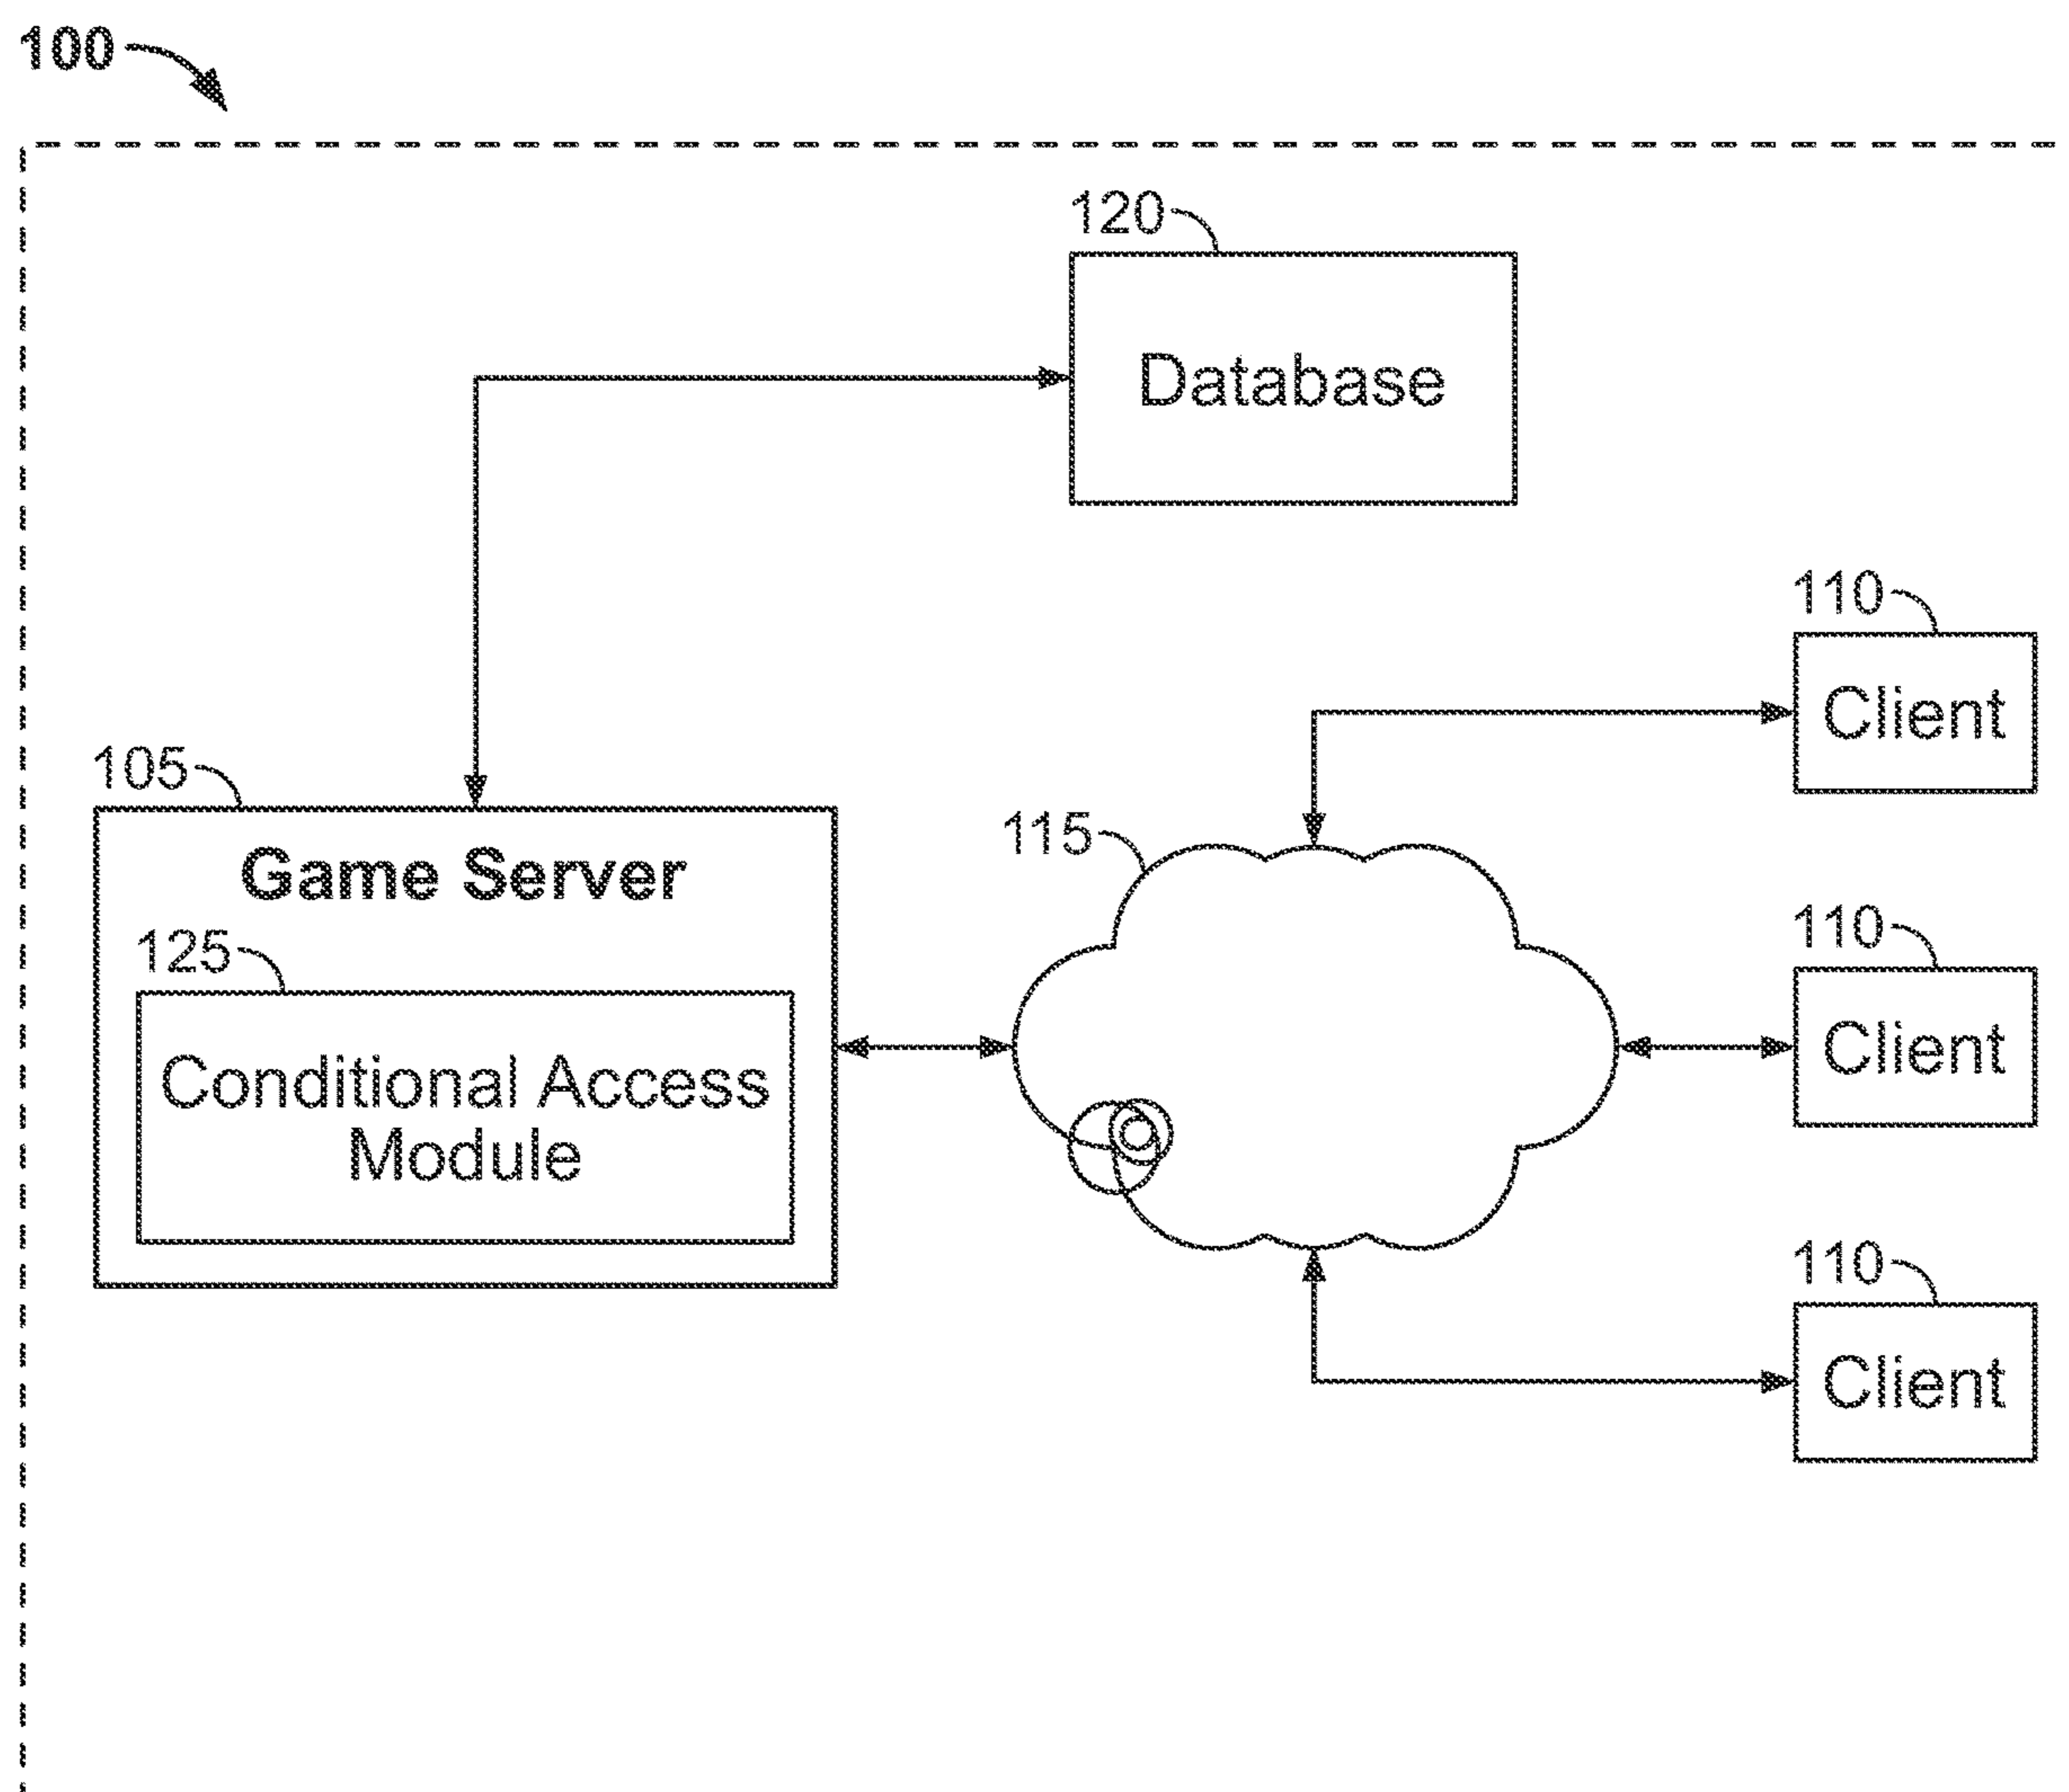 100
120
Database
110
Client
105
Game Server
115
125
Conditional Access
Module
110
Client
110
Client